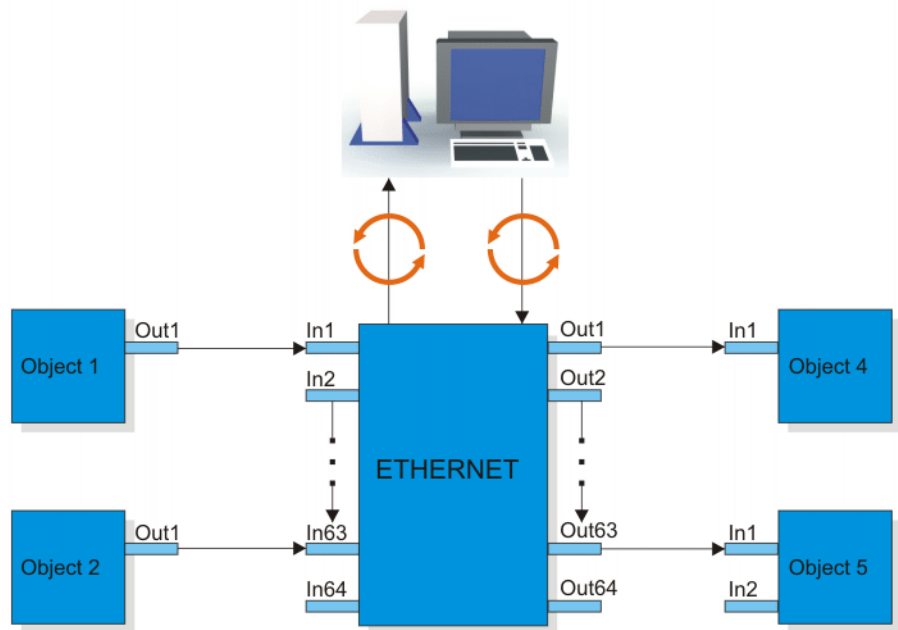 Out1
In1
Out1
In1
Object 1
Object 4
In2
Out2
ETHERNET
Out1
In63
Out63
In1
Object 2
Object 5
In64
Out64
In2